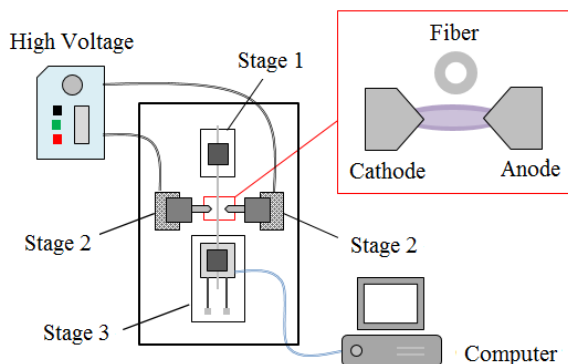 High Voltage
Stage 1
Fiber
Cathode
Anode
Stage 2
Stage 2
Stage 3
Computer